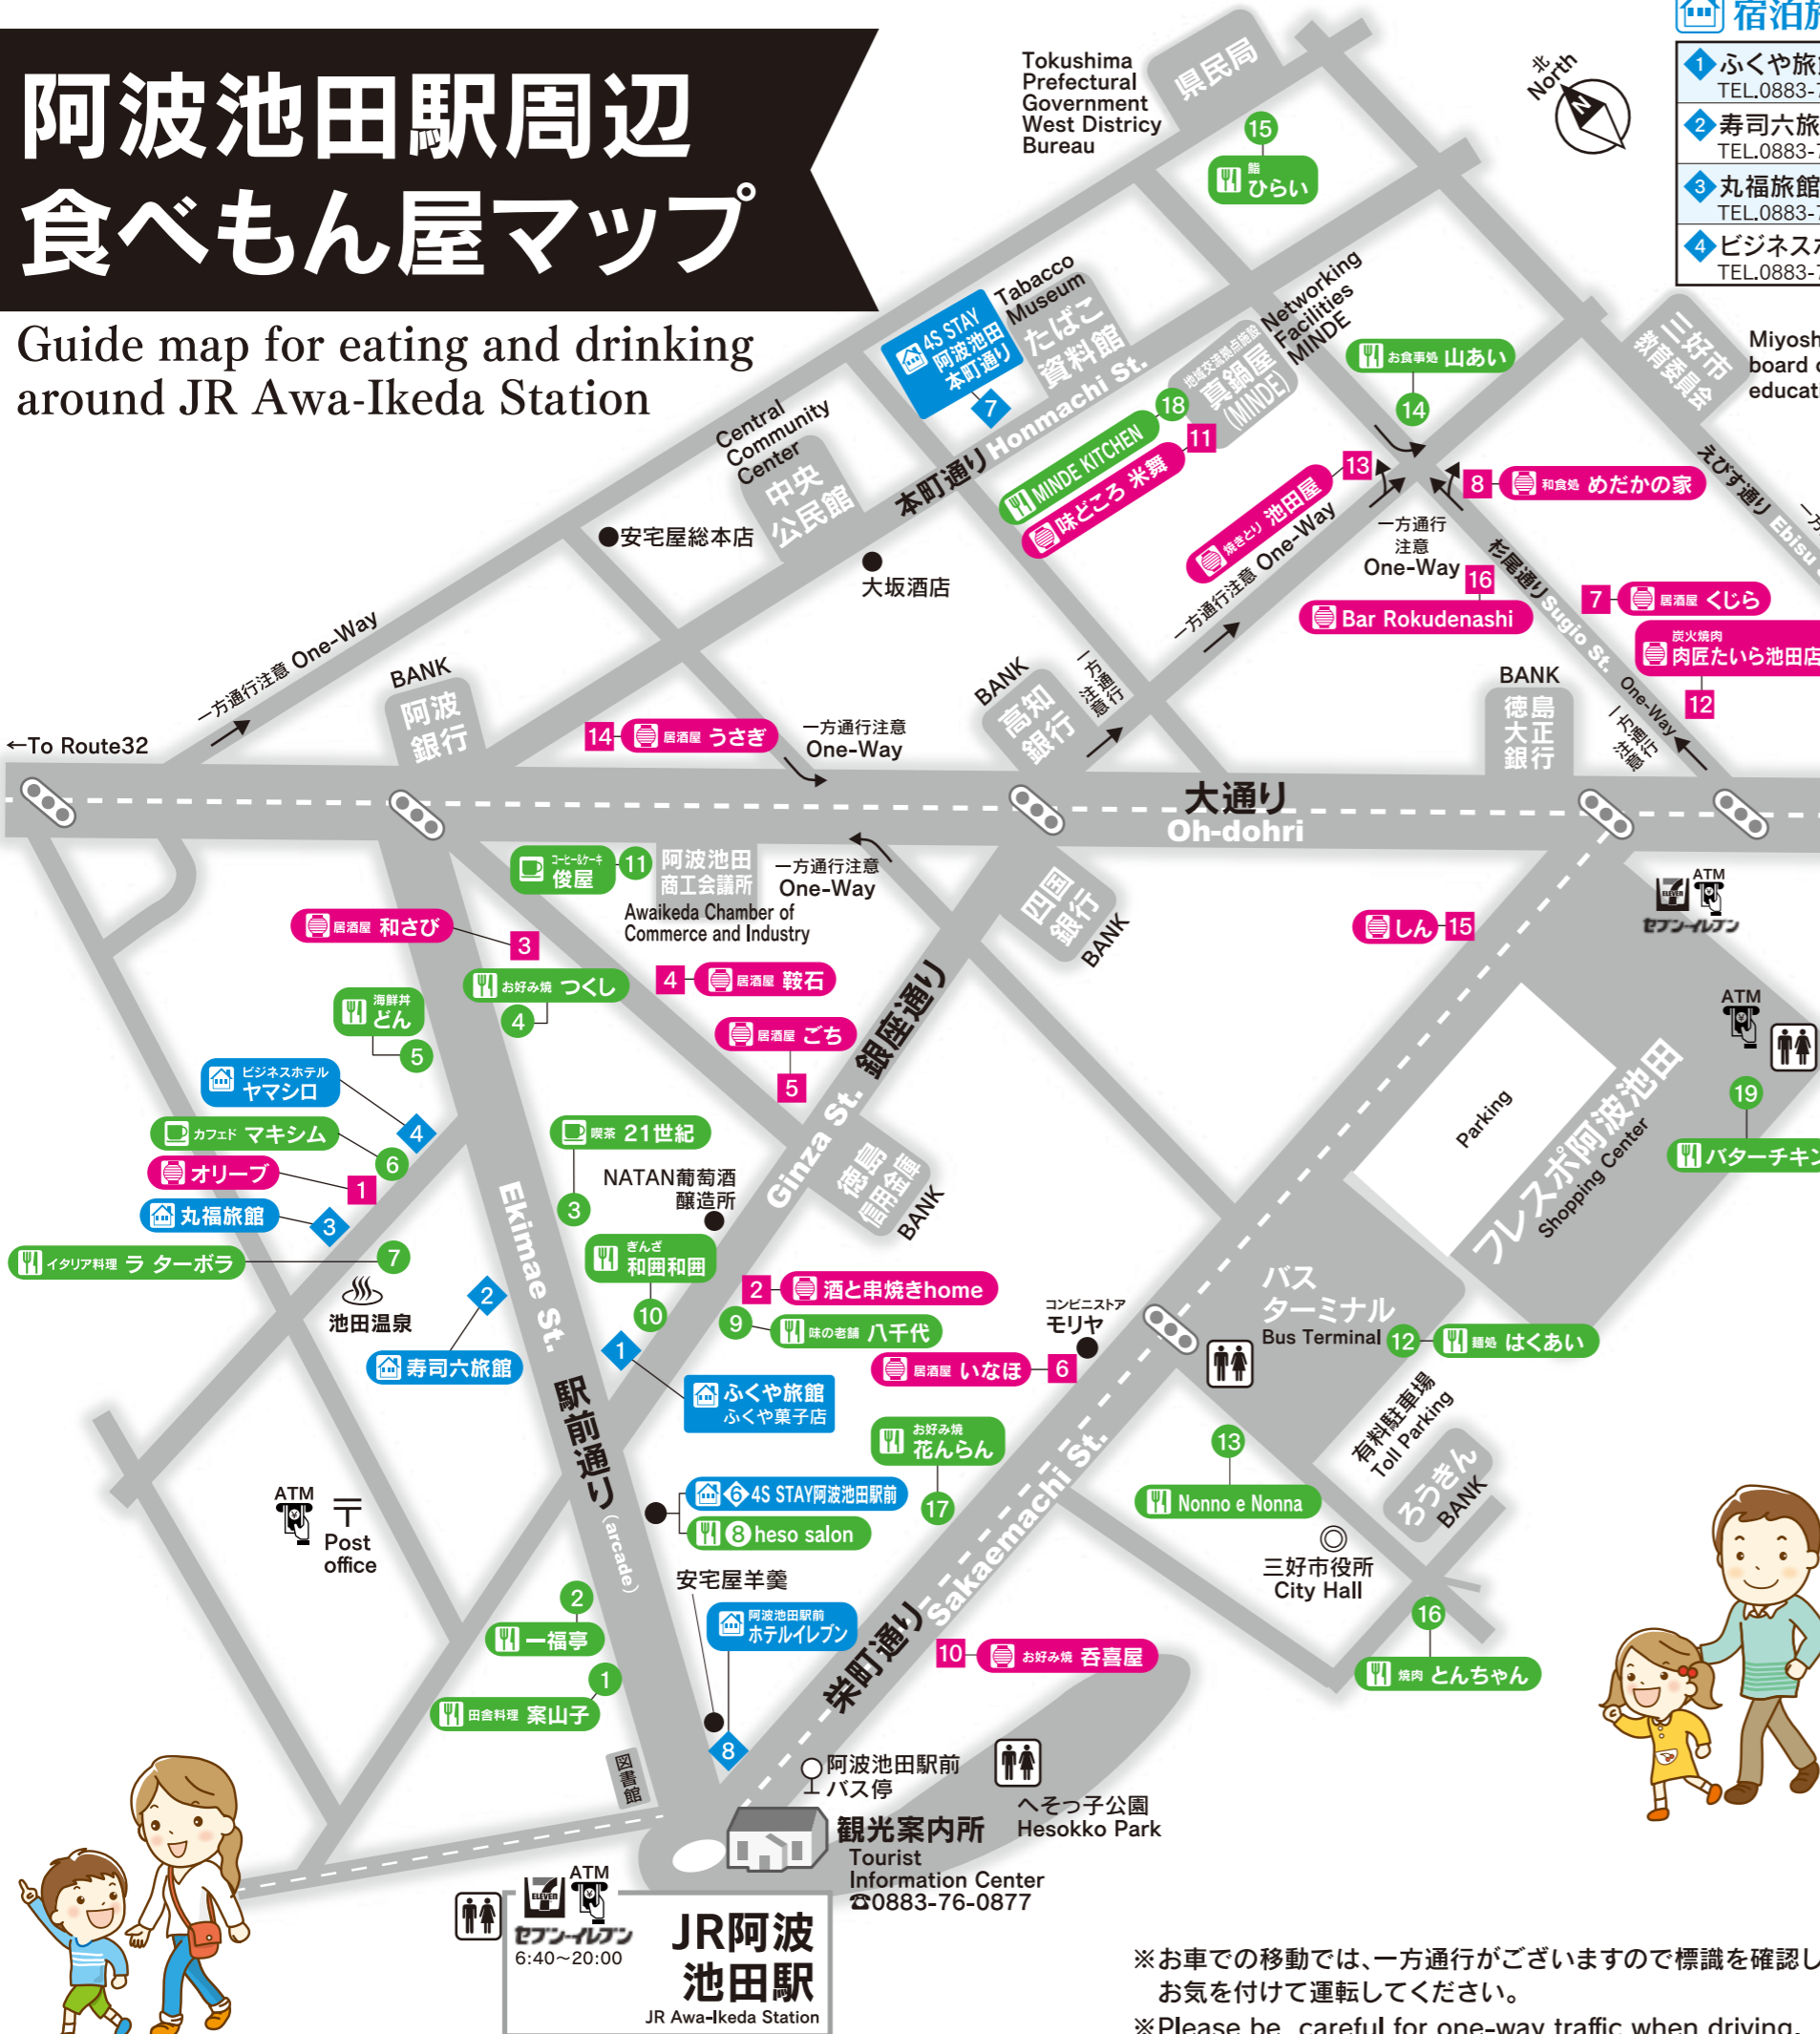 阿波池田駅周辺
食べもん屋マップ
Guide map for eating and drinking
around JR Awa-Ikeda Station
Tokushima
Prefectural
Government
West Districy
Bureau
県民局
北
North
N
宿泊
1 ふくや旅
TEL.0883-7
2 寿司六旅
TEL.0883-7
3 丸福旅館
TEL.0883-7
4 ビジネスホ
TEL.0883-7
15
鮨
ひらい
Tabacco
Museum
たばこ
資料館
4S STAY
阿波池田
本町通り
7
Networking
Facilities
MINDE
地域交流拠点施設
真鍋屋
(MINDE)
お食事処 山あい
14
三好市
教育委員会
Miyosh
board o
educat
Central
Community
Center
中央
公民館
本町通り Honmachi St.
18
MINDE KITCHEN
11
味どころ 米舞
13
焼きとり 池田屋
8 和食処 めだかの家
えびす通り Ebisu
安宅屋総本店
大坂酒店
一方通行注意 One-Way
一方通行
注意
One-Way
杉尾通り Sugio St.
16
Bar Rokudenashi
7 居酒屋 くじら
炭火焼肉
肉匠たいら池田店
12
One-Way
一方通行
注意
一方通行注意 One-Way
BANK
阿波
銀行
BANK
高知
銀行
一方通行
注意
BANK
徳島
大正
銀行
←To Route32
14 居酒屋 うさぎ
一方通行注意
One-Way
大通り
Oh-dohri
コーヒー&ケーキ
俊屋
11
阿波池田
商工会議所
Awaikeda Chamber of
Commerce and Industry
一方通行注意
One-Way
四国
銀行
BANK
しん 15
ELEVEN
ATM
セブン-イレブン
居酒屋 和さび
3
お好み焼 つくし
4
4 居酒屋 鞍石
居酒屋 ごち
5
銀座通り
Ginza St.
海鮮丼
どん
5
ビジネスホテル
ヤマシロ
4
カフェド マキシム
6
オリーブ
1
丸福旅館
3
イタリア料理 ラ ターボラ
7
池田温泉
2
寿司六旅館
喫茶 21世紀
3
NATAN葡萄酒
醸造所
徳島
信用金庫
BANK
ぎんざ
和囲和囲
10
2 酒と串焼きhome
9 味の老舗 八千代
居酒屋 いなほ 6
コンビニストア
モリヤ
1
ふくや旅館
ふくや菓子店
Ekimae St.
駅前通り
(arcade)
ATM
Parking
フレスポ阿波池田
Shopping Center
19
バターチキン
バス
ターミナル
Bus Terminal
12 麺処 はくあい
有料駐車場
Toll Parking
ろうきん
BANK
13
Nonno e Nonna
三好市役所
City Hall
16
焼肉 とんちゃん
お好み焼
花んらん
17
6 4S STAY阿波池田駅前
8 heso salon
ATM
〒
Post
office
安宅屋羊羹
阿波池田駅前
ホテルイレブン
8
2
一福亭
1
田舎料理 案山子
栄町通り Sakaemachi St.
10 お好み焼 呑喜屋
図書館
阿波池田駅前
バス停
へそっ子公園
Hesokko Park
観光案内所
Tourist
Information Center
☎0883-76-0877
ELEVEN
ATM
セブン-イレブン
6:40~20:00
JR阿波
池田駅
JR Awa-Ikeda Station
※お車での移動では、一方通行がございますので標識を確認し
お気を付けて運転してください。
※Please be careful for one-way traffic when driving.